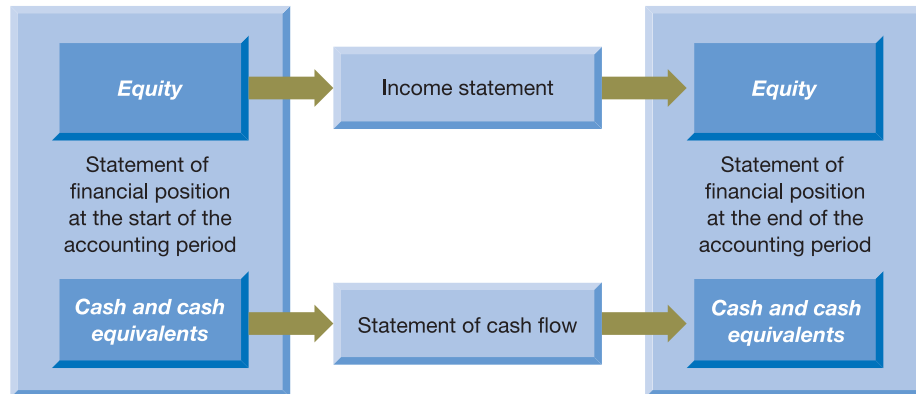 Equity
Statement of
financial position
at the start of the
accounting period
Cash and cash
equivalents
Income statement
Statement of cash flow
Equity
Statement of
financial position
at the end of the
accounting period
Cash and cash
equivalents